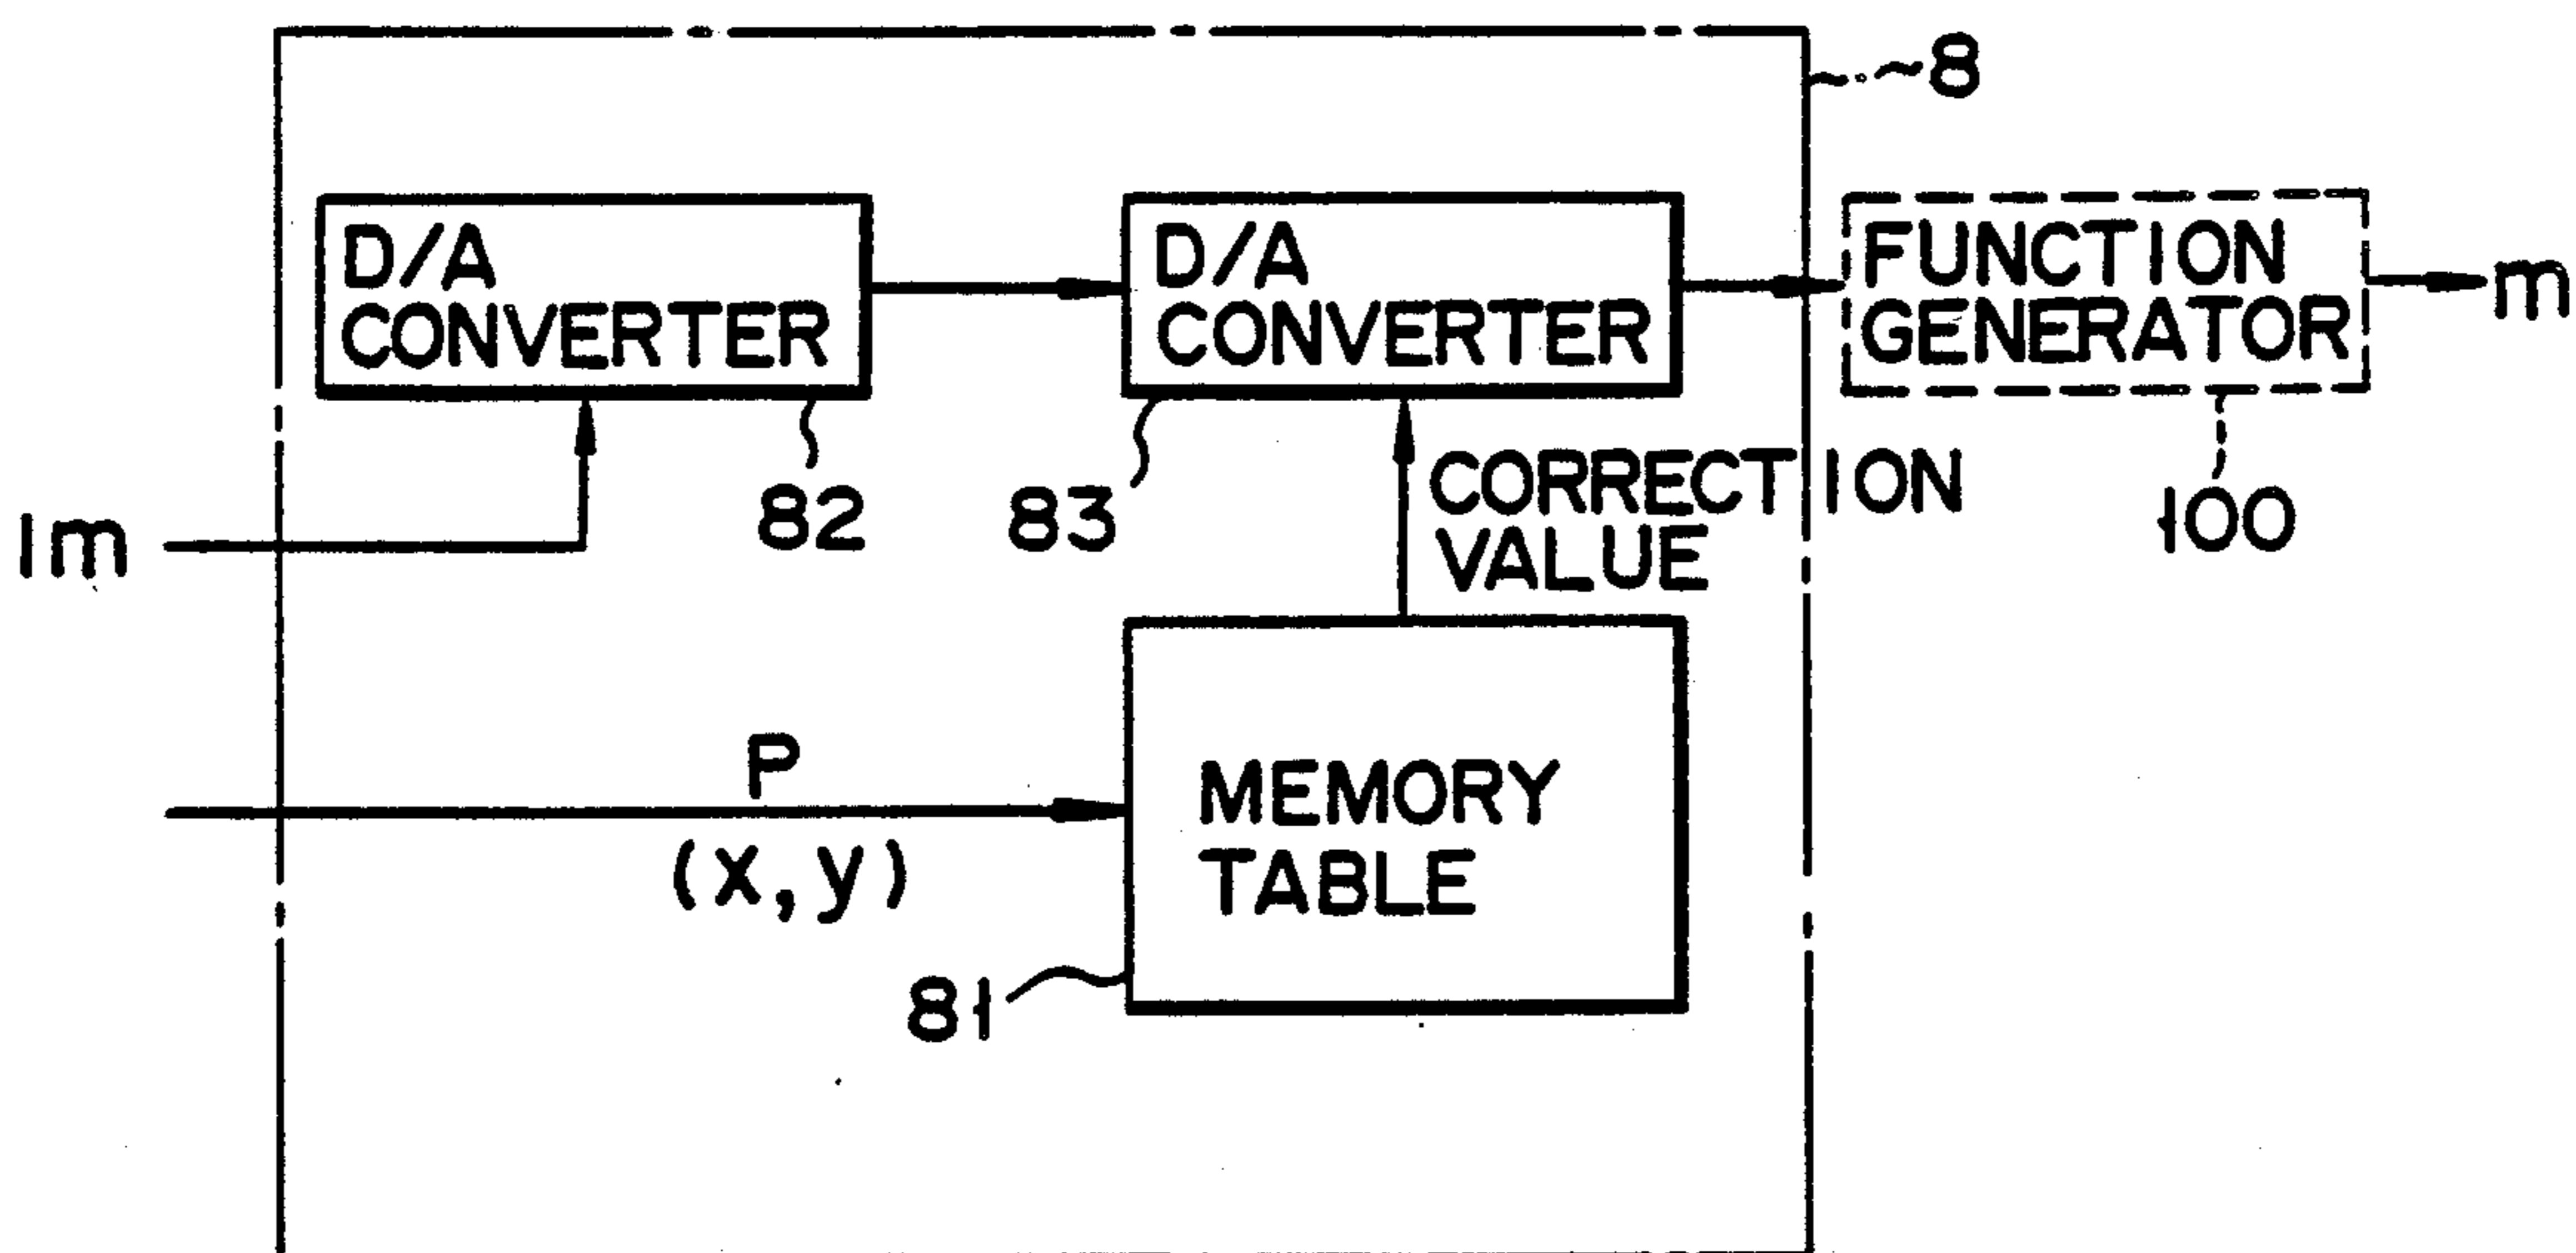 8
D/A
CONVERTER
D/A
CONVERTER
FUNCTION
GENERATOR
m
82
83
CORRECTION
VALUE
100
Im
P
(x,y)
MEMORY
TABLE
81